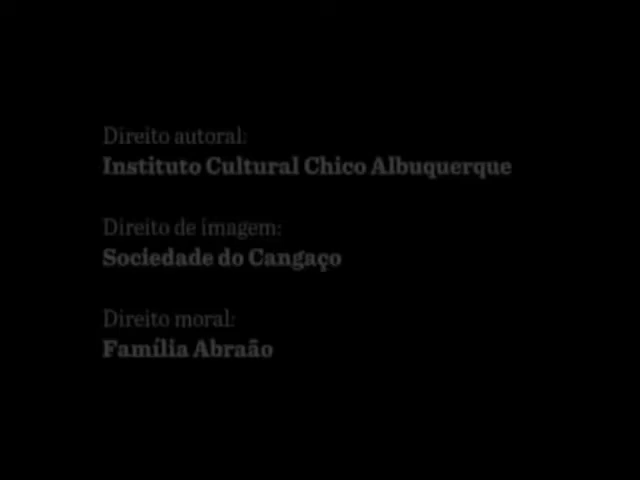 Direito autoral:
Instituto Cultural Chico Albuquerque
Direito de imagem:
Sociedade do Cangaço
Direito moral:
Família Abraão